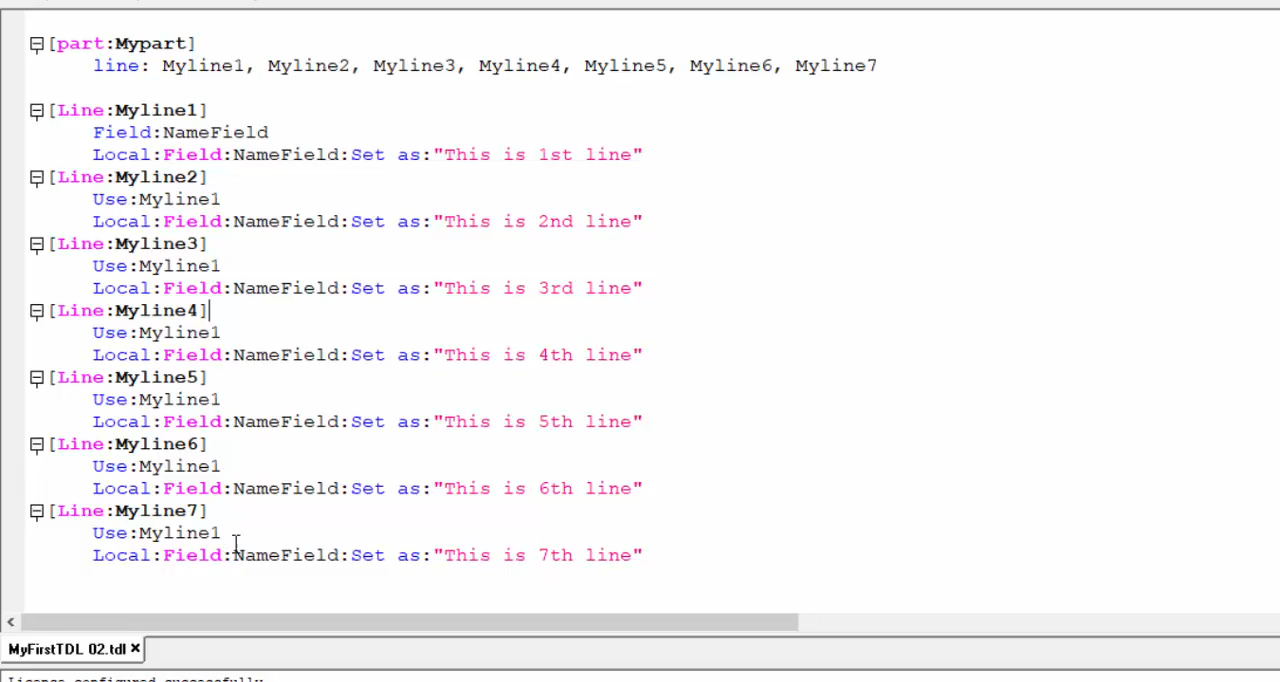 [part:Mypart]
line: Myline1, Myline2, Myline3, Myline4, Myline5, Myline6, Myline7
[Line:Myline1]
Field:NameField
Local:Field:NameField:Set as:"This is 1st line"
[Line:Myline2]
Use:Myline1
Local:Field:NameField:Set as:"This is 2nd line"
[Line:Myline3]
Use:Myline1
Local:Field:NameField:Set as:"This is 3rd line"
[Line:Myline4]
Use:Myline1
Local:Field:NameField:Set as:"This is 4th line"
[Line:Myline5]
Use:Myline1
Local:Field:NameField:Set as:"This is 5th line"
[Line:Myline6]
Use:Myline1
Local:Field:NameField:Set as:"This is 6th line"
[Line:Myline7]
Use:Myline1
Local:Field:NameField:Set as:"This is 7th line"
MyFirstTDL 02.tdl
License configured successfully